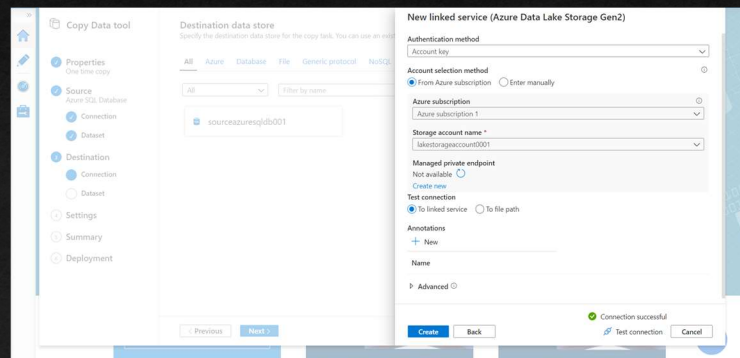 Copy Data tool
Properties
One time copy
Source
Azure SQL Database
Connection
Dataset
3 Destination
Connection
Dataset
4 Settings
5 Summary
6 Deployment
Destination data store
Specify the destination data store for the copy task. You can use an exis
All Azure Database File Generic protocol NoSQL
All
Filter by name
sourceazuresqldb001
< Previous
Next >
New linked service (Azure Data Lake Storage Gen2)
Authentication method
Account key
Account selection method
From Azure subscription Enter manually
Azure subscription
Azure subscription 1
Storage account name *
lakestorageaccount0001
Managed private endpoint
Not available
Create new
Test connection
To linked service To file path
Annotations
+ New
Name
Advanced
Connection successful
Create
Back
Test connection
Cancel